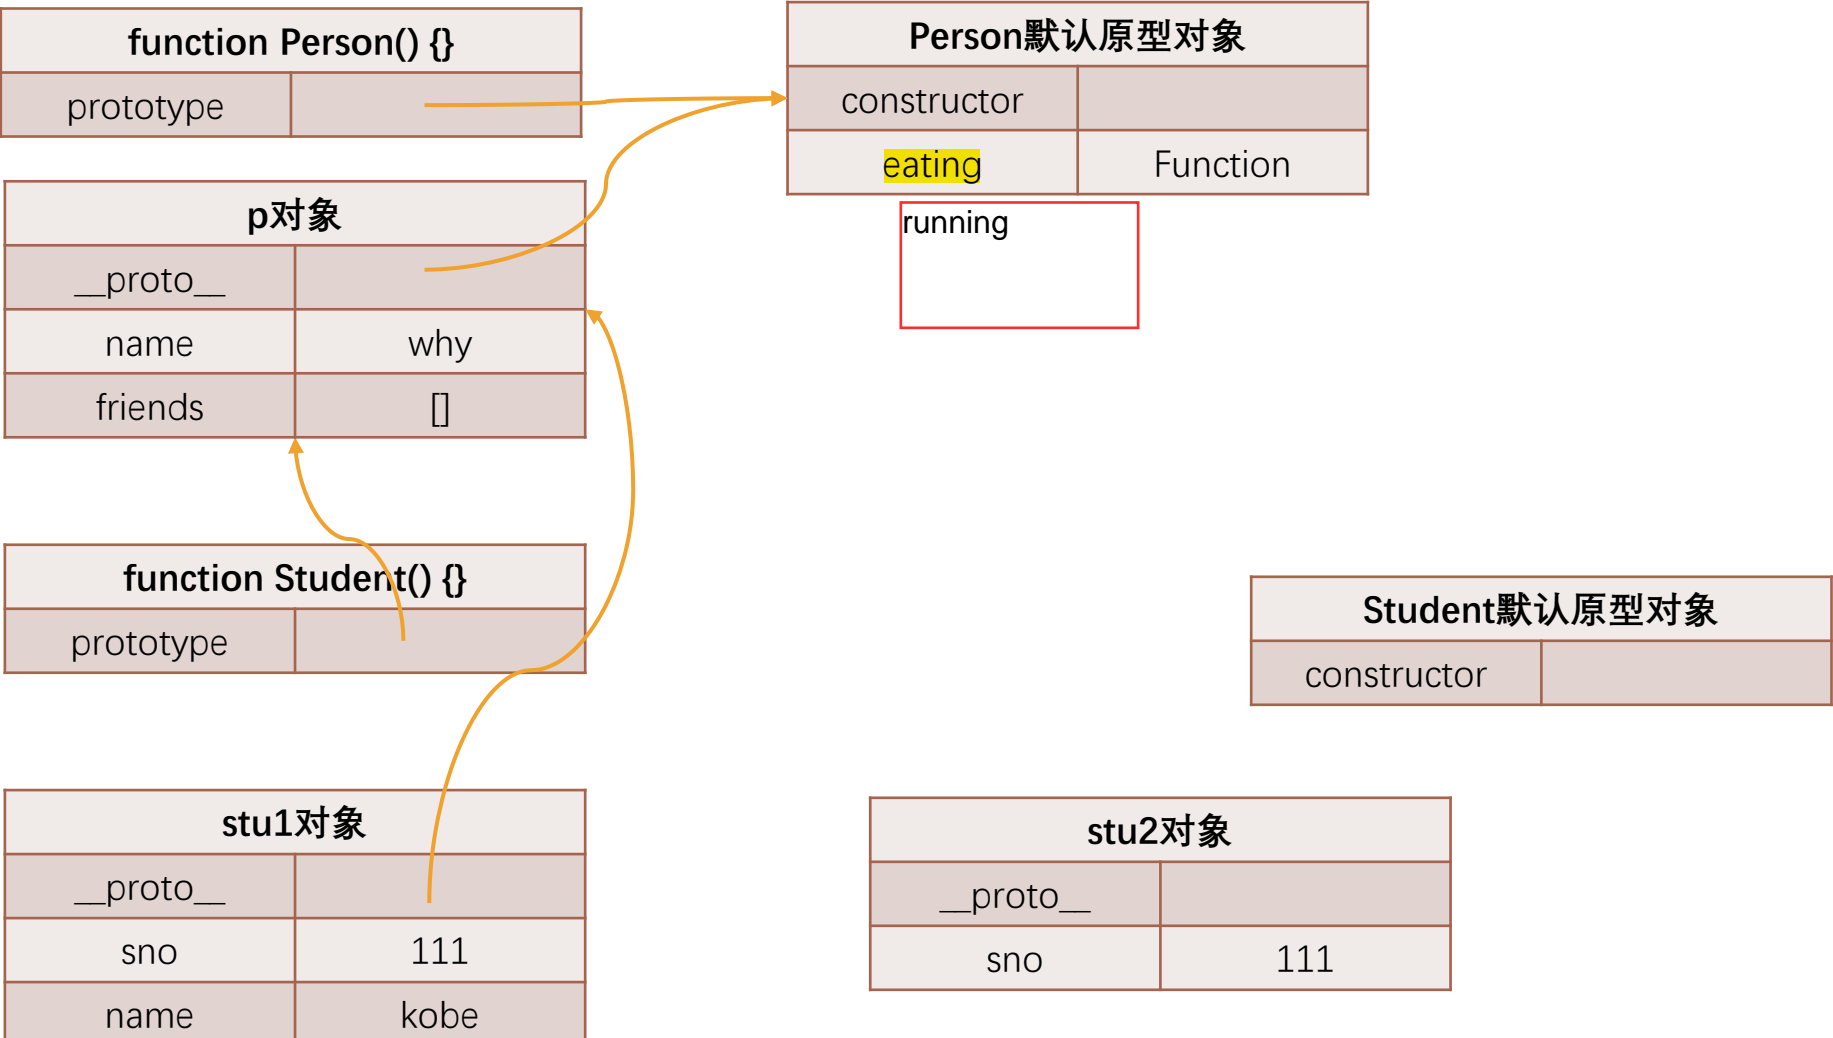 function Person() {}
prototype
Person默认原型对象
constructor
eating Function
running
p对象
__proto__
name why
friends []
function Student() {}
prototype
Student默认原型对象
constructor
stu1对象
__proto__
sno 111
name kobe
stu2对象
__proto__
sno 111